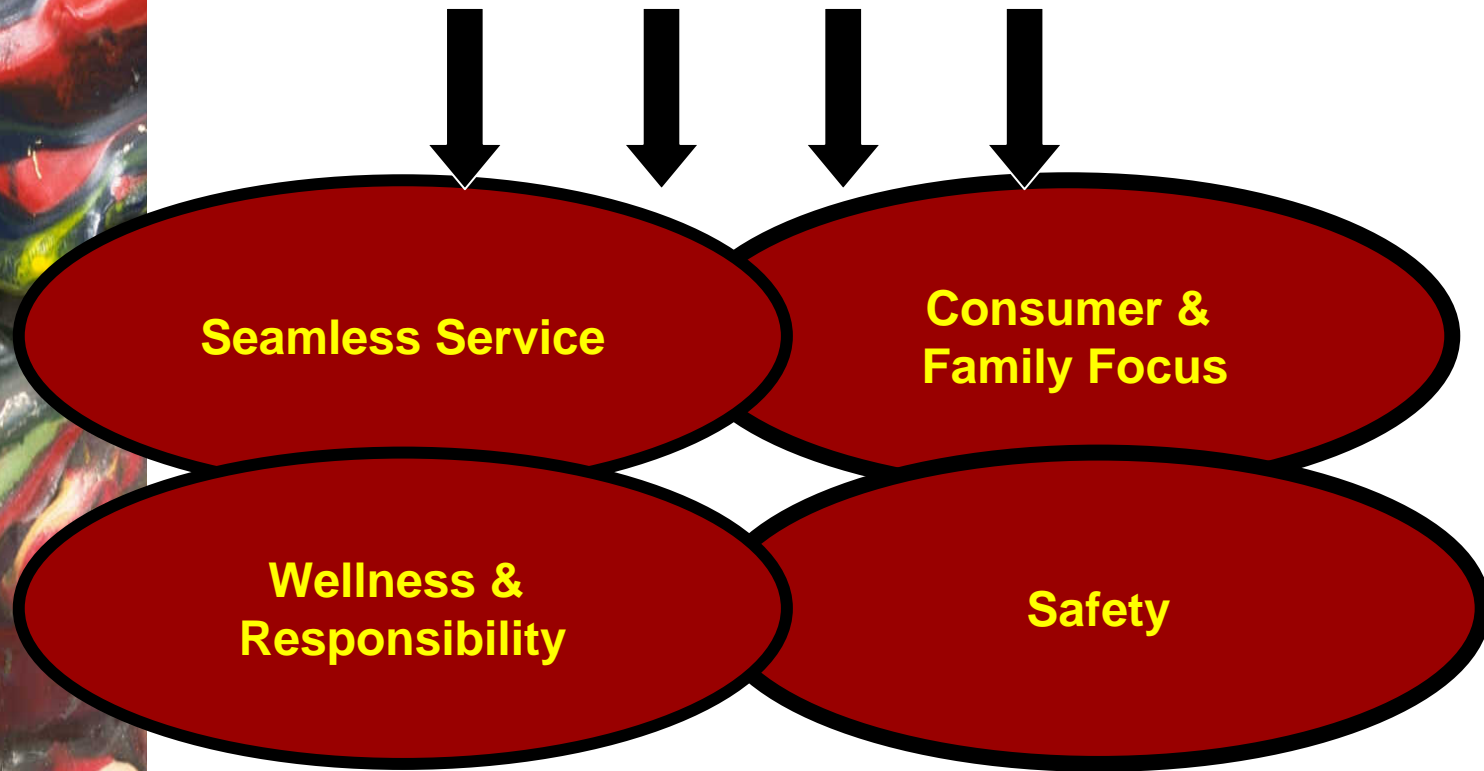 Seamless Service
Consumer &
Family Focus
Wellness &
Responsibility
Safety